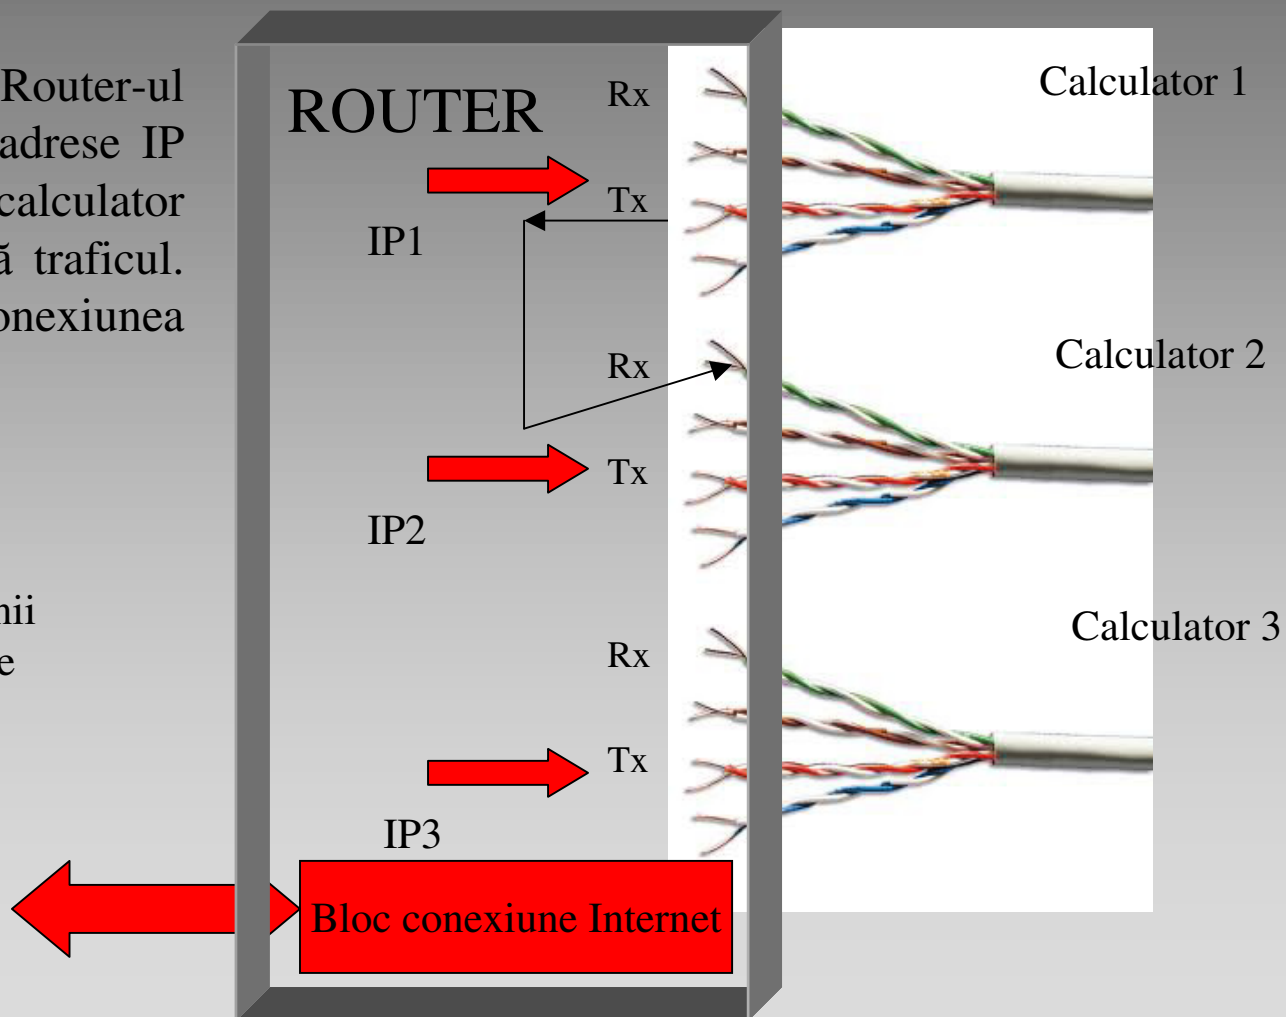 Router-ul
adrese IP
calculator
ă traficul.
onexiunea
nii
e
ROUTER
Rx
Tx
IP1
Rx
Tx
IP2
Rx
Tx
IP3
Bloc conexiune Internet
Calculator 1
Calculator 2
Calculator 3